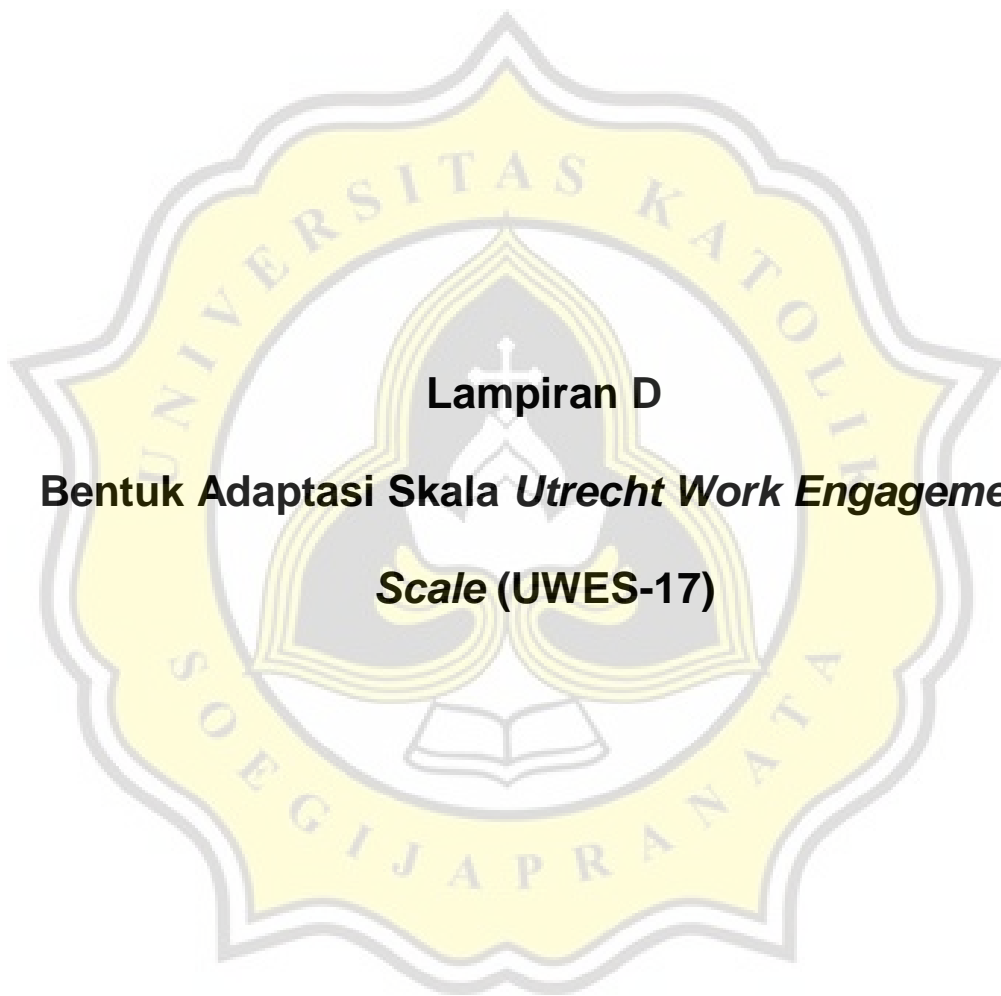 UNIVERSITAS KATOLIK
Lampiran D
Bentuk Adaptasi Skala Utrecht Work Engageme
Scale (UWES-17)
SOEGIJAPRANATA